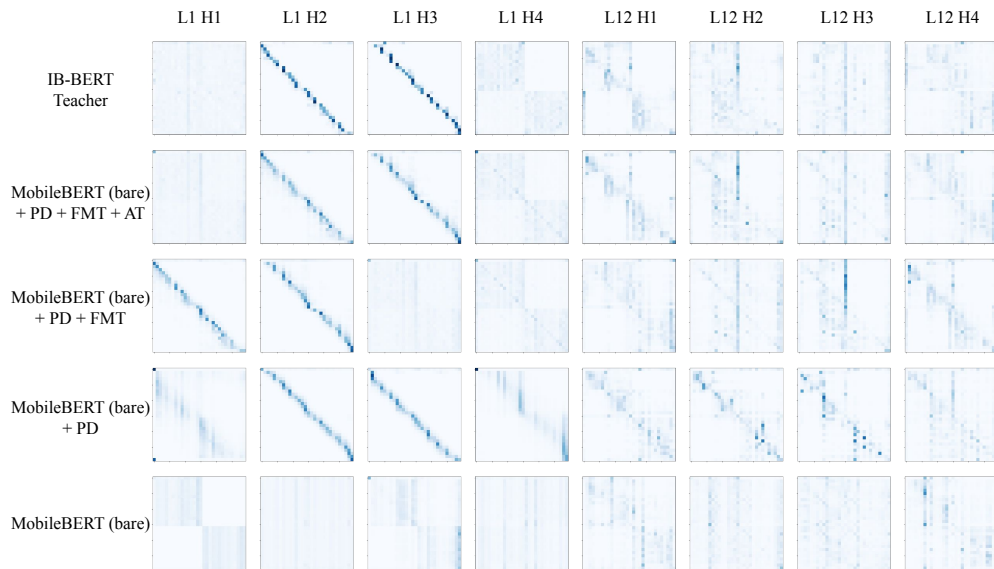 L1 H1 L1 H2 L1 H3 L1 H4 L12 H1 L12 H2 L12 H3 L12 H4
IB-BERT
Teacher
MobileBERT (bare)
+ PD + FMT + AT
MobileBERT (bare)
+ PD + FMT
MobileBERT (bare)
+ PD
MobileBERT (bare)